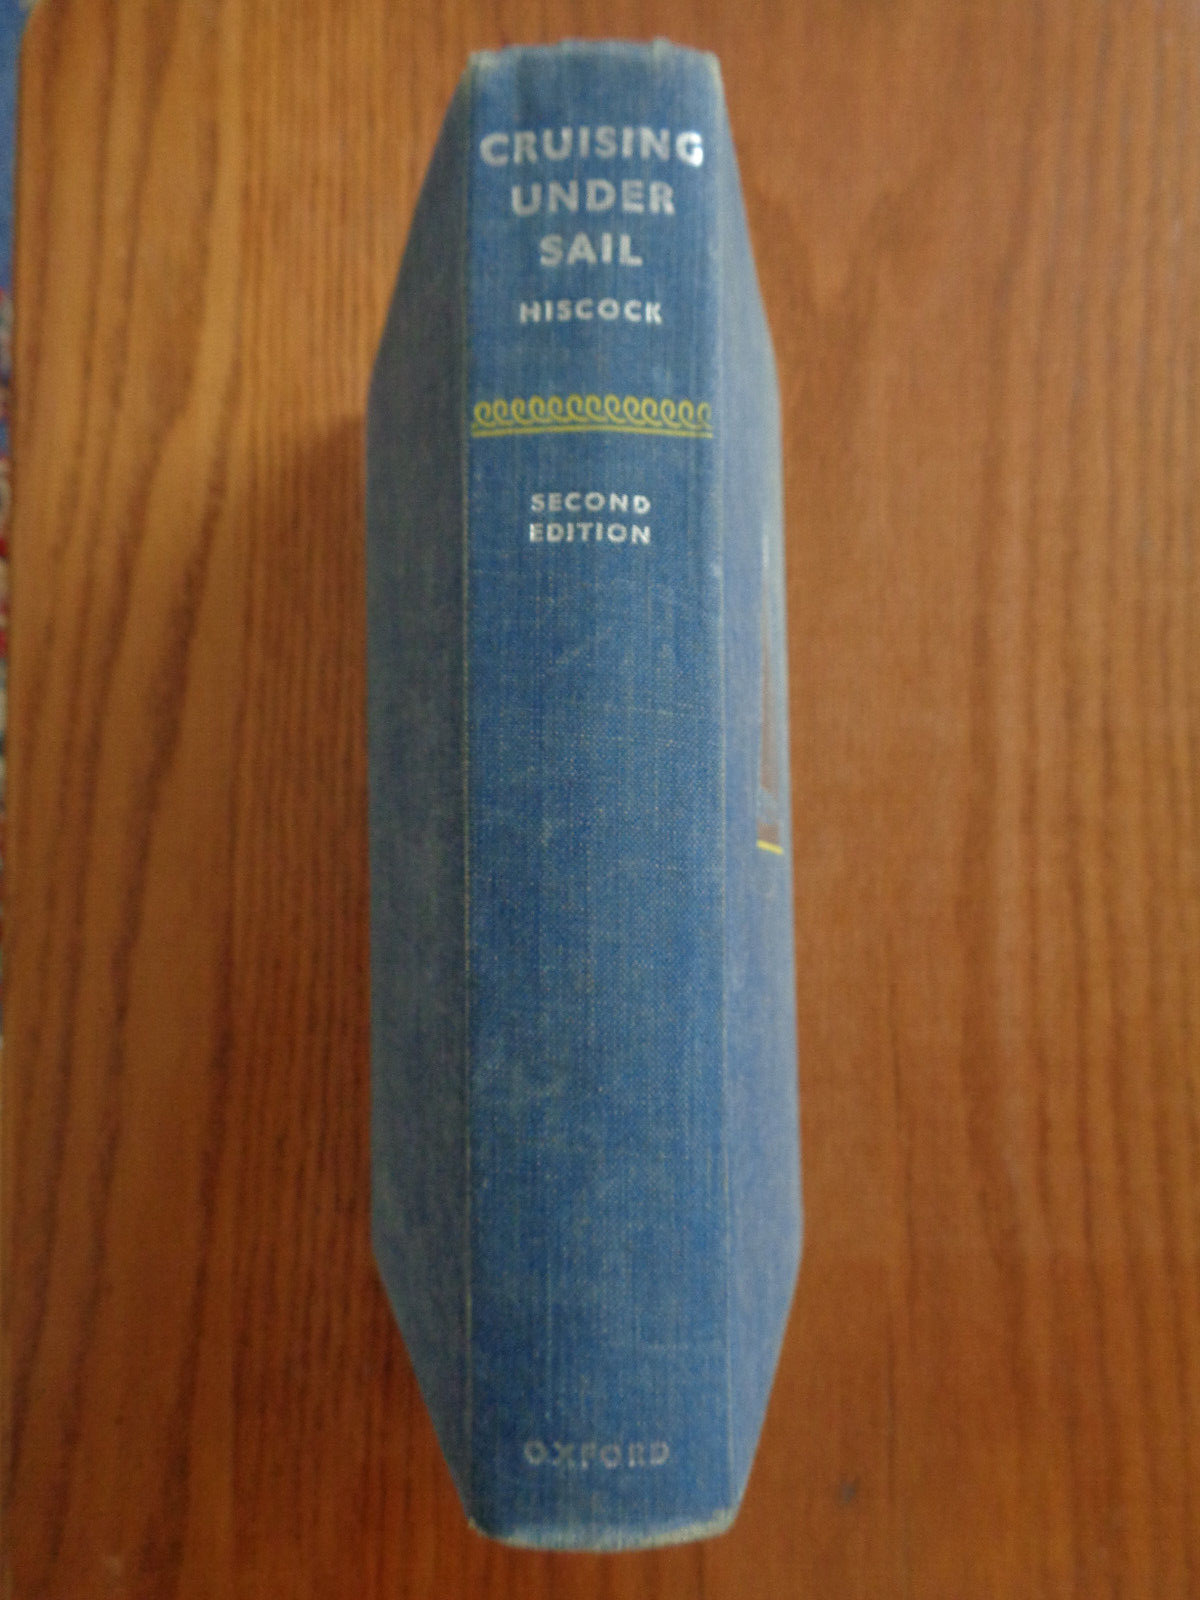 CRUISING
UNDER
SAIL
HISCOCK
SECOND
EDITION
OXFORD